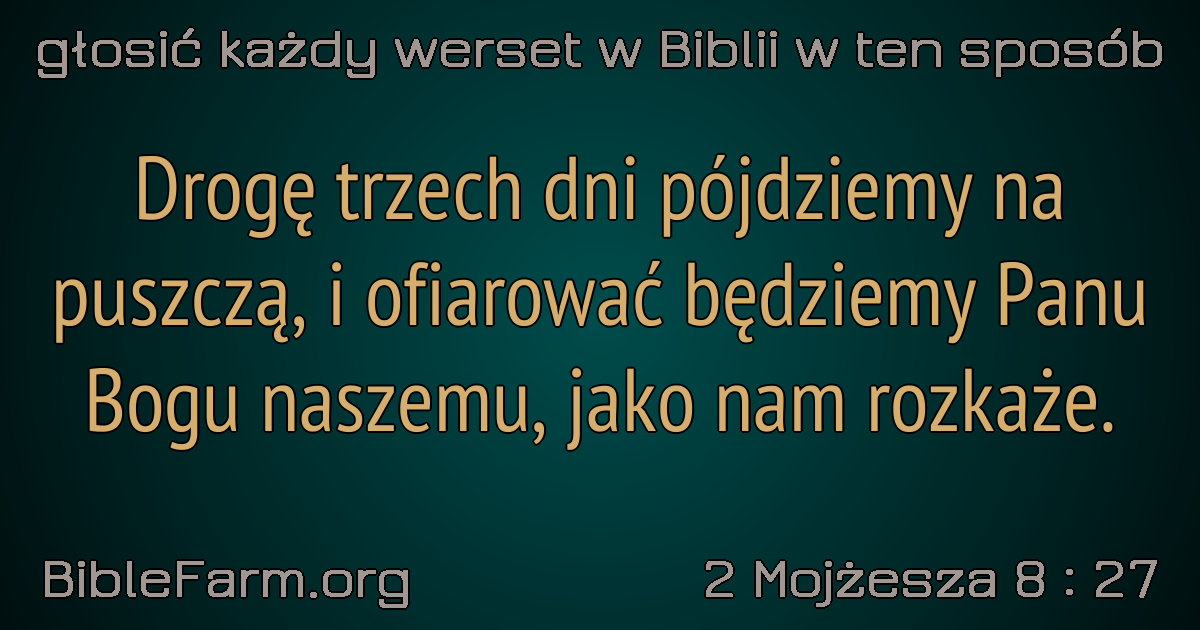 głosić każdy werset w Biblii w ten sposób
Drogę trzech dni pójdziemy na
puszczą, i ofiarować będziemy Panu
Bogu naszemu, jako nam rozkaże.
BibleFarm.org
2 Mojżesza 8 : 27